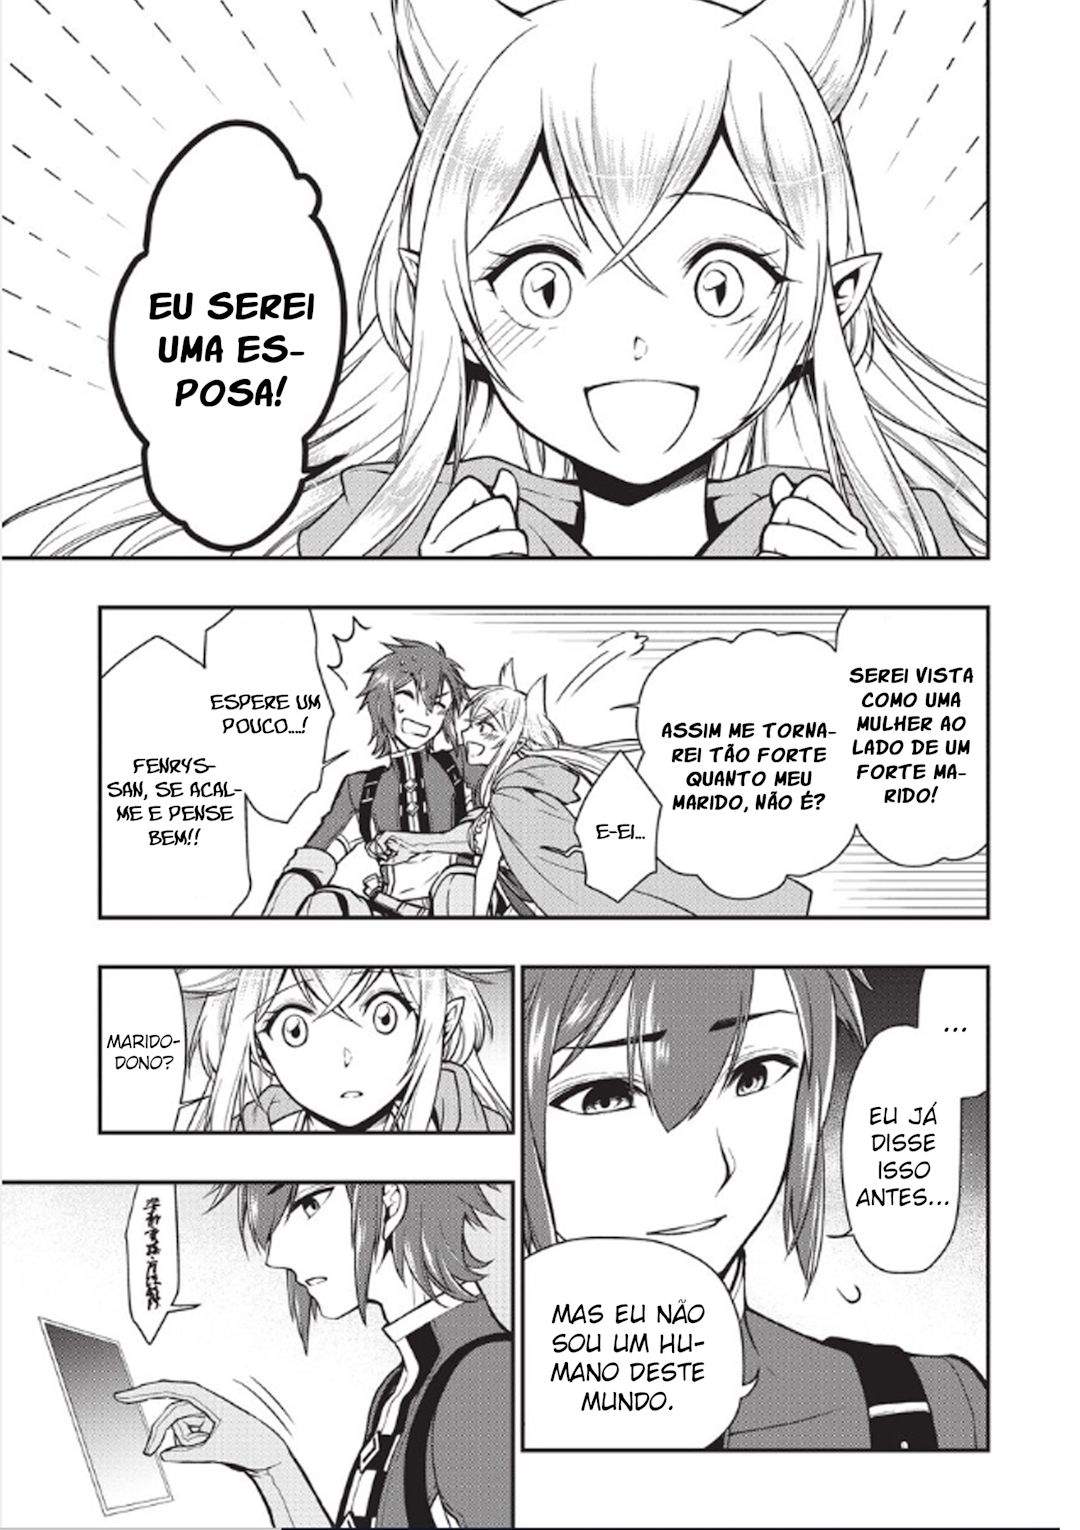 EU SEREI
UMA ES-
POSA!
SEREI VISTA
COMO UMA
MULHER AO
LADO DE UM
FORTE MA-
RIDO!
ASSIM ME TORNA-
REI TÃO FORTE
QUANTO MEU
MARIDO, NÃO É?
E-EI...
ESPERE UM
POUCO....!
FENRYS-
SAN, SE ACAL-
ME E PENSE
BEM!!
...
EU JÁ
DISSE
ISSO
ANTES...
MAS EU NÃO
SOU UM HU-
MANO DESTE
MUNDO.
MARIDO-
DONO?